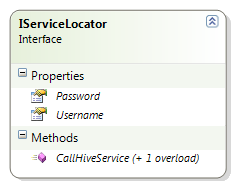 IServiceLocator
Interface
Properties
Password
Username
Methods
CallHiveService (+ 1 overload)